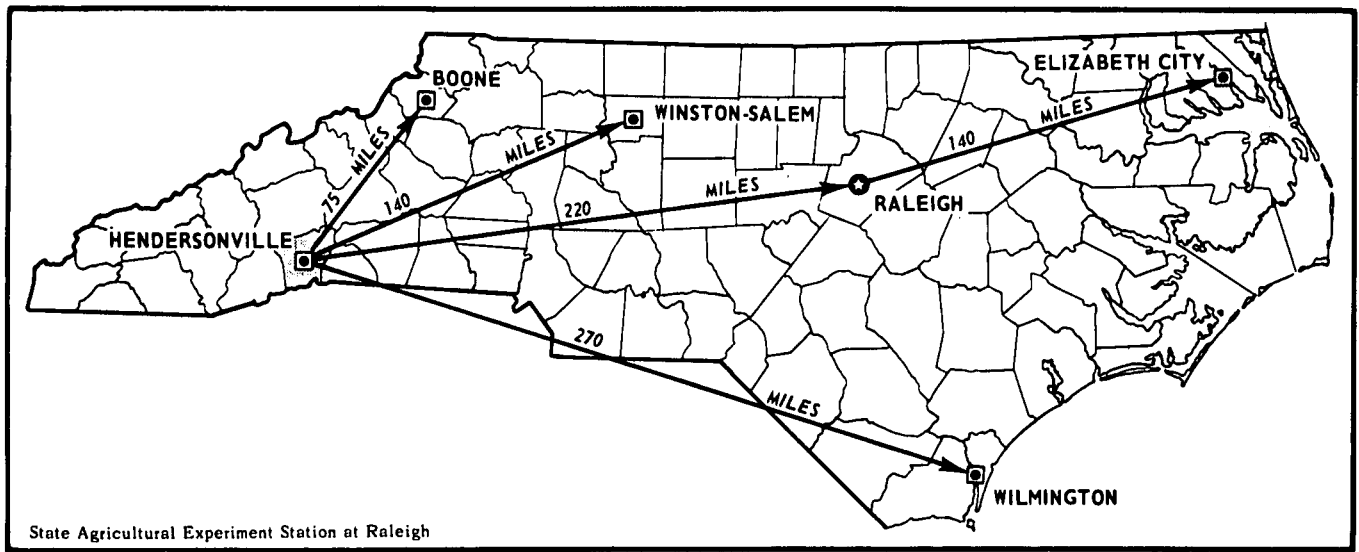 BOONE
ELIZABETH CITY
WINSTON-SALEM
75 MILES
140 MILES
220 MILES
140 MILES
RALEIGH
HENDERSONVILLE
270 MILES
WILMINGTON
State Agricultural Experiment Station at Raleigh